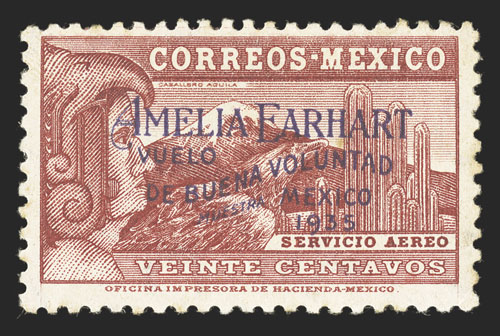 CORREOS-MEXICO
CABALLERO AGUILA
AMELIA EARHART
VUELO
DE BUENA VOLUNTAD
MUESTRA MEXICO
1935
SERVICIO AEREO
VEINTE CENTAVOS
OFICINA IMPRESORA DE HACIENDA-MEXICO.